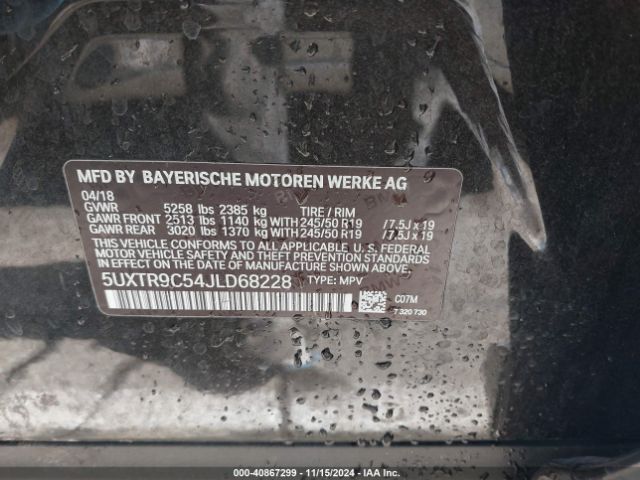 MFD BY BAYERISCHE MOTOREN WERKE AG
04/18
GVWR 5258 lbs 2385 kg TIRE / RIM
GAWR FRONT 2513 lbs 1140 kg WITH 245/50 R19 /7.5J x 19
GAWR REAR 3020 lbs 1370 kg WITH 245/50 R19 /7.5J x 19
THIS VEHICLE CONFORMS TO ALL APPLICABLE U. S. FEDERAL
MOTOR VEHICLE SAFETY AND THEFT PREVENTION STANDARDS
IN EFFECT ON THE DATE OF MANUFACTURE SHOWN ABOVE.
5UXTR9C54JLD68228 TYPE: MPV
C07M
7 320 730
000-40867299 - 11/15/2024 - IAAI.com